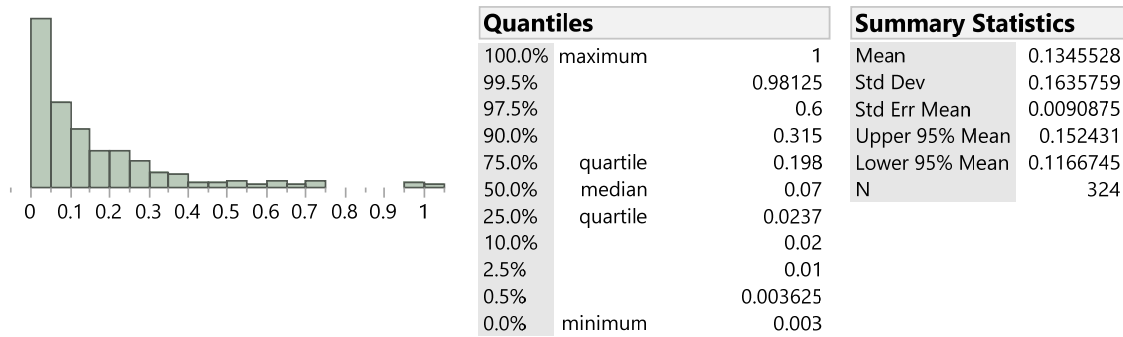 0 0.1 0.2 0.3 0.4 0.5 0.6 0.7 0.8 0.9 1
Quantiles
100.0% maximum 1
99.5% 0.98125
97.5% 0.6
90.0% 0.315
75.0% quartile 0.198
50.0% median 0.07
25.0% quartile 0.0237
10.0% 0.02
2.5% 0.01
0.5% 0.003625
0.0% minimum 0.003
Summary Statistics
Mean 0.1345528
Std Dev 0.1635759
Std Err Mean 0.0090875
Upper 95% Mean 0.152431
Lower 95% Mean 0.1166745
N 324